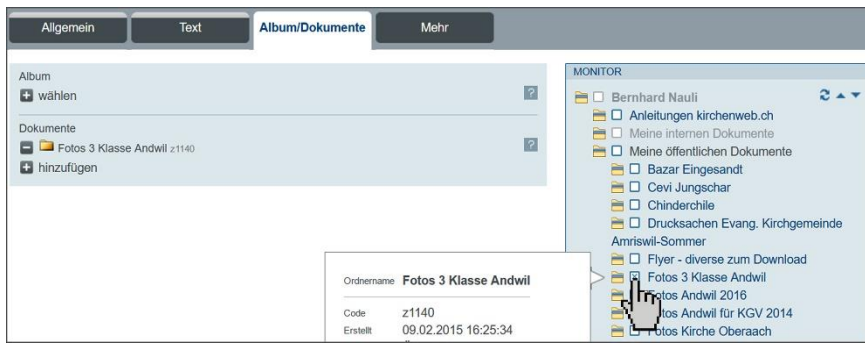 Allgemein Text Album/Dokumente Mehr
Album
wählen ?
Dokumente
Fotos 3 Klasse Andwil z1140 ?
hinzufügen
MONITOR
Bernhard Nauli
Anleitungen kirchenweb.ch
Meine internen Dokumente
Meine öffentlichen Dokumente
Bazar Eingesandt
Cevi Jungschar
Chinderchile
Drucksachen Evang. Kirchgemeinde
Amriswil-Sommer
Flyer - diverse zum Download
Fotos 3 Klasse Andwil
Fotos Andwil 2016
Fotos Andwil für KGV 2014
Fotos Kirche Oberaach
Ordnername Fotos 3 Klasse Andwil
Code z1140
Erstellt 09.02.2015 16:25:34